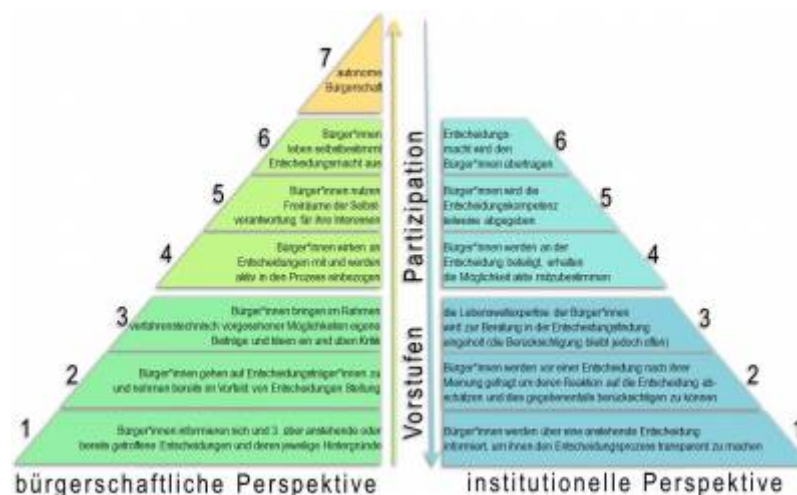 7
autonome
Bürgerschaft
6
Bürger*innen
leben selbstbestimmt
Entscheidungsmacht aus
5
Bürger*innen nutzen
Freiräume der Selbst-
verantwortung für ihre Interessen
4
Bürger*innen wirken an
Entscheidungen mit und werden
aktiv in den Prozess einbezogen
3
Bürger*innen bringen im Rahmen
verfahrenstechnisch vorgesehener Möglichkeiten eigene
Beiträge und Ideen ein und üben Kritik
2
Bürger*innen gehen auf Entscheidungsträger*innen zu
und nehmen bereits im Vorfeld von Entscheidungen Stellung
1
Bürger*innen informieren sich und 3. über anstehende oder
bereits getroffene Entscheidungen und deren jeweilige Hintergründe
bürgerschaftliche Perspektive
Partizipation
Vorstufen
Entscheidungs-
macht wird den
Bürger*innen übertragen
6
Bürger*innen wird die
Entscheidungskompetenz
teilweise abgegeben
5
Bürger*innen werden an der
Entscheidung beteiligt, erhalten
die Möglichkeit aktiv mitzubestimmen
4
die Lebensweltexpertise der Bürger*innen
wird zur Beratung in der Entscheidungsfindung
eingeholt (die Berücksichtigung bleibt jedoch offen)
3
Bürger*innen werden vor einer Entscheidung nach ihrer
Meinung gefragt um deren Reaktion auf die Entscheidung ab-
schätzen und dies gegebenenfalls berücksichtigen zu können
2
Bürger*innen werden über eine anstehende Entscheidung
informiert, um ihnen den Entscheidungsprozess transparent zu machen
1
institutionelle Perspektive